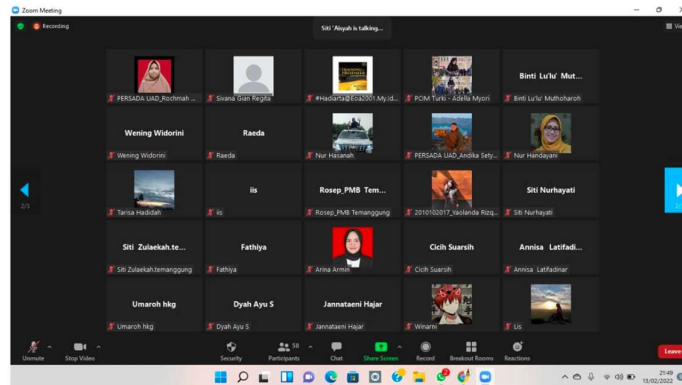 Zoom Meeting
Recording
Siti 'Aisyah is talking...
View
PERSADA UAD_Rochmah ...
Sivana Gian Regita
#Hadiarta@Eoa2001.My.id...
PCIM Turki - Adella Myori
Binti Lu'lu' Mut...
Binti Lu'lu' Muthoharoh
Wening Widorini
Wening Widorini
Raeda
Raeda
Nur Hasanah
PERSADA UAD_Andika Sety...
Nur Handayani
2/3
Tarisa Hadidah
iis
iis
Rosep_PMB Tem...
Rosep_PMB Temanggung
2010102017_Yaolanda Rizq...
Siti Nurhayati
Siti Nurhayati
Siti Zulaekah.te...
Siti Zulaekah.temanggung
Fathiya
Fathiya
Arina Armin
Cicih Suarsih
Cicih Suarsih
Annisa Latifadi...
Annisa Latifadinar
Umaroh hkg
Umaroh hkg
Dyah Ayu S
Dyah Ayu S
Jannataeni Hajar
Jannataeni Hajar
Winarni
Lis
Unmute
Stop Video
Security
58
Participants
Chat
Share Screen
Record
Breakout Rooms
Reactions
Leave
21:49
13/02/2022